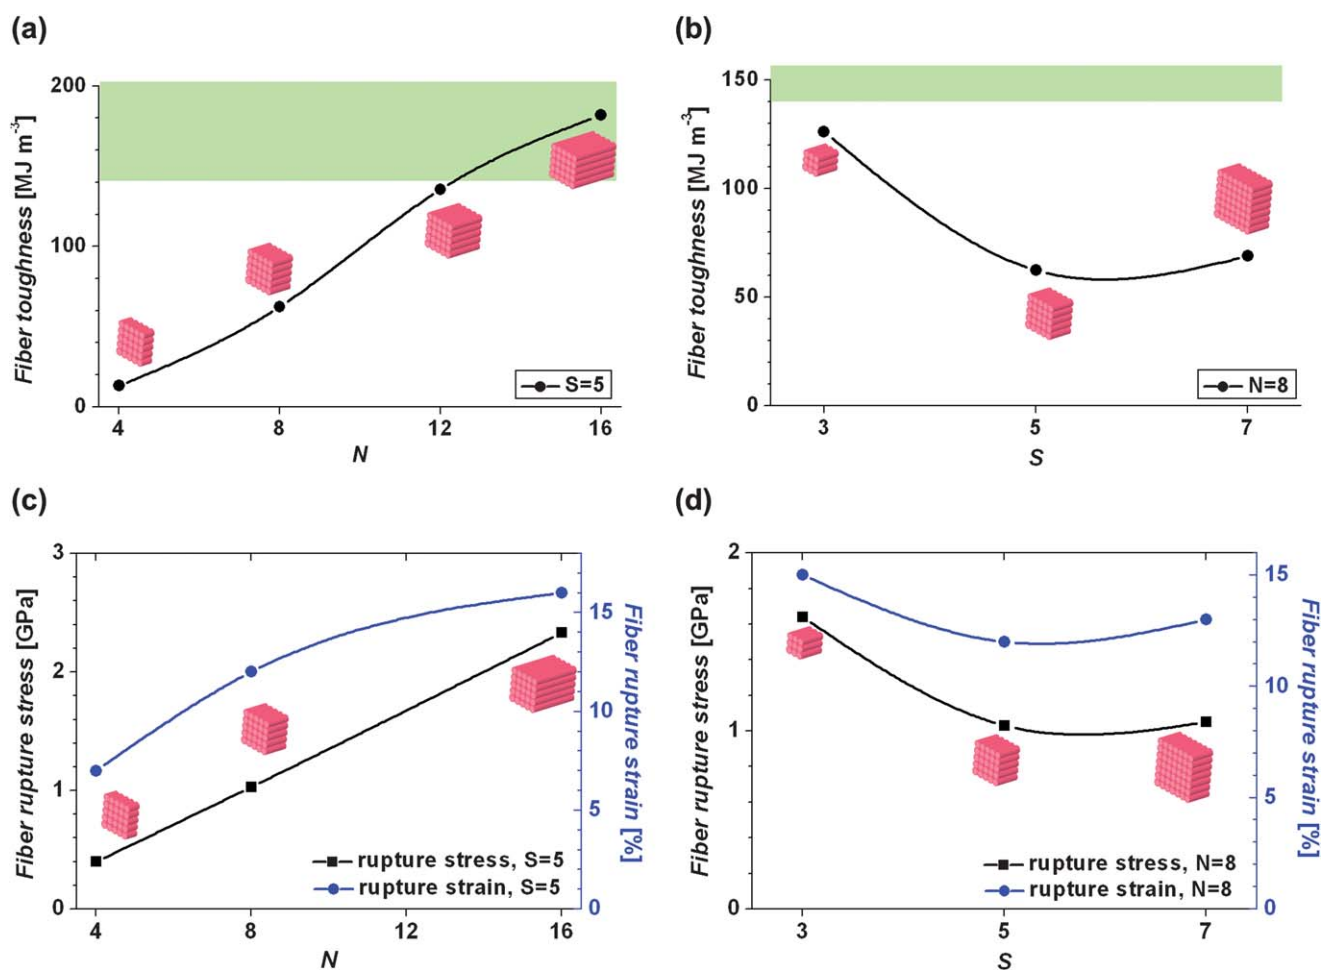 (a)
Fiber toughness [MJ m⁻³]
200
100
0
4
8
12
16
N
S=5
(b)
Fiber toughness [MJ m⁻³]
150
100
50
0
3
5
7
S
N=8
(c)
Fiber rupture stress [GPa]
3
2
1
0
4
8
12
16
N
15
10
5
0
Fiber rupture strain [%]
rupture stress, S=5
rupture strain, S=5
(d)
Fiber rupture stress [GPa]
2
1
0
3
5
7
S
15
10
5
0
Fiber rupture strain [%]
rupture stress, N=8
rupture strain, N=8